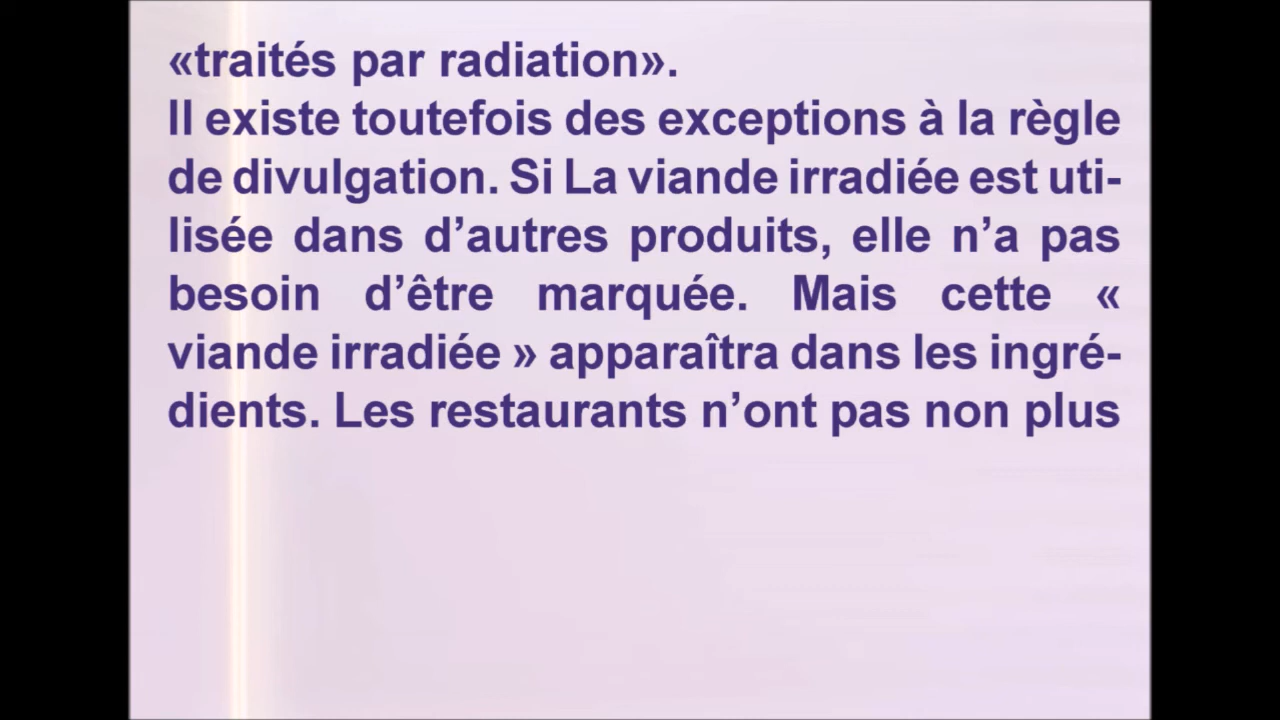 «traités par radiation».
Il existe toutefois des exceptions à la règle
de divulgation. Si La viande irradiée est uti-
lisée dans d’autres produits, elle n’a pas
besoin d’être marquée. Mais cette «
viande irradiée » apparaîtra dans les ingré-
dients. Les restaurants n’ont pas non plus